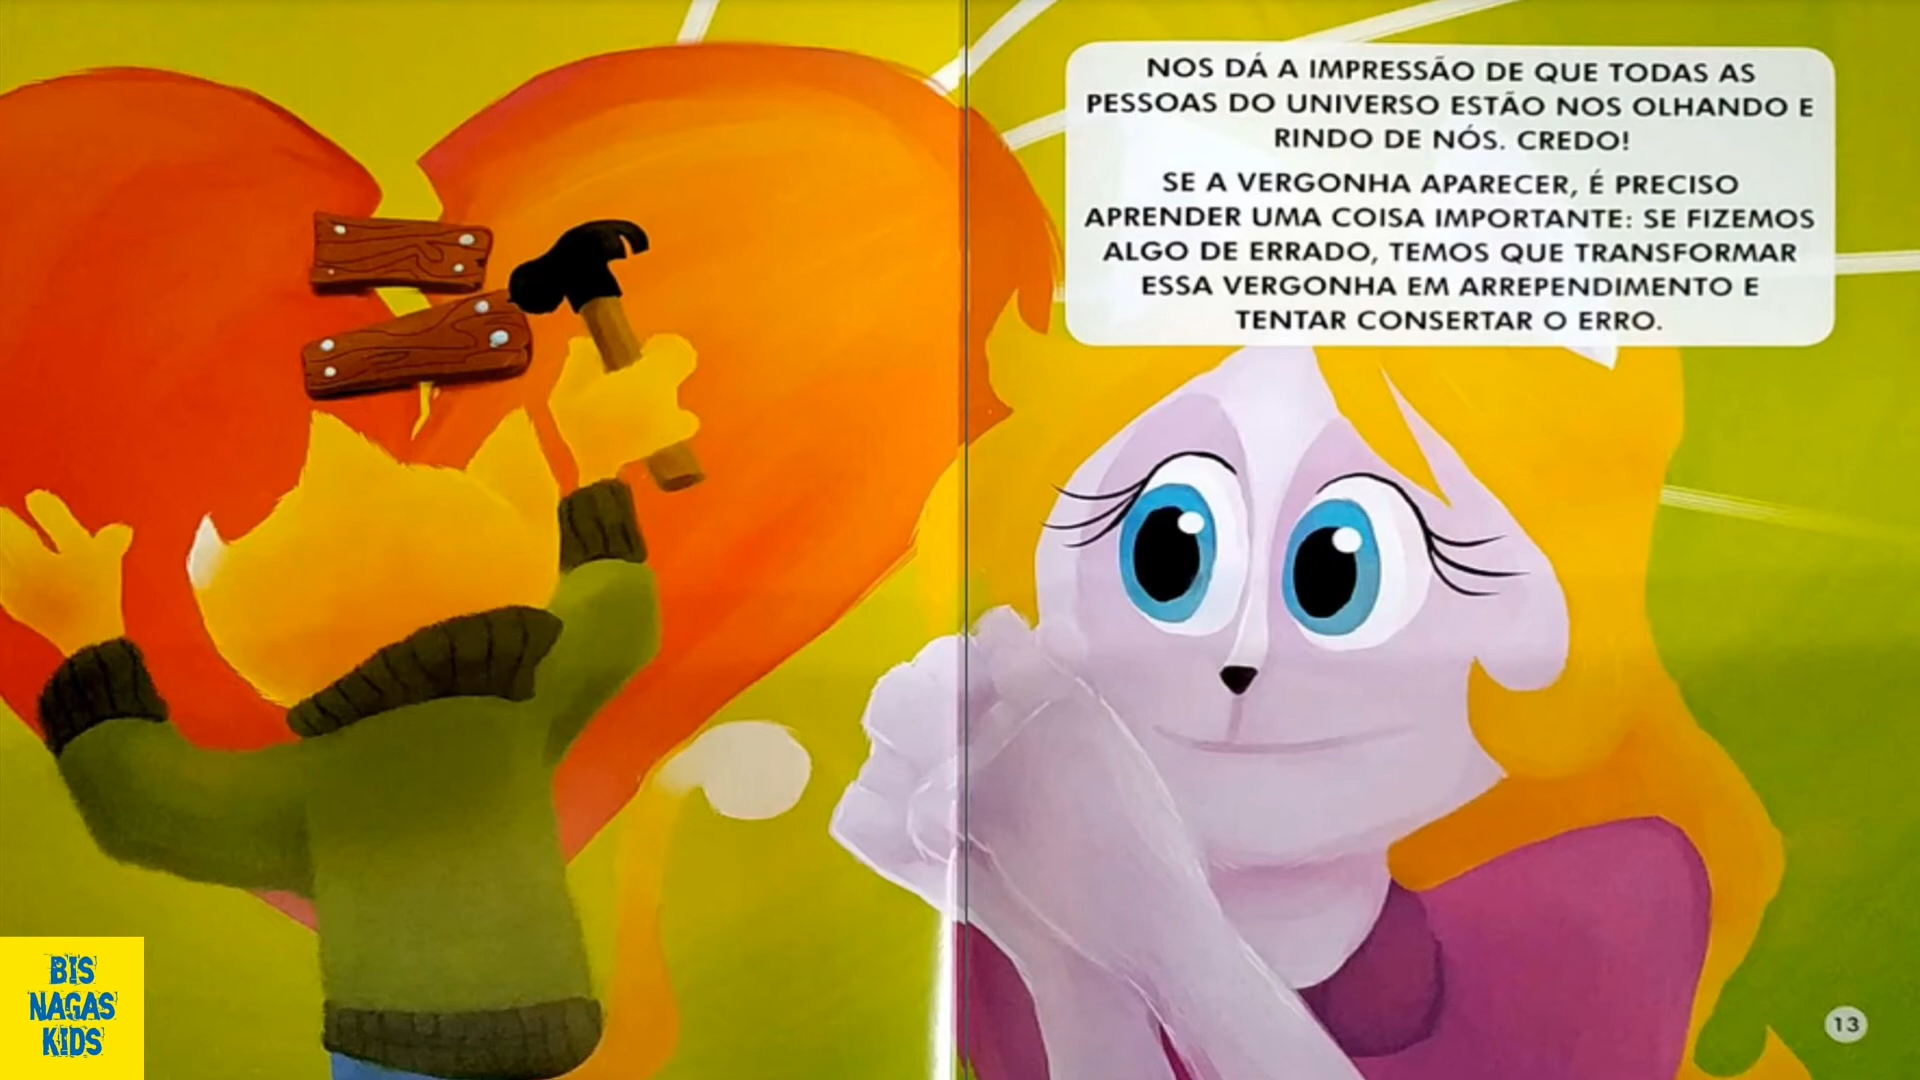 NOS DÁ A IMPRESSÃO DE QUE TODAS AS
PESSOAS DO UNIVERSO ESTÃO NOS OLHANDO E
RINDO DE NÓS. CREDO!
SE A VERGONHA APARECER, É PRECISO
APRENDER UMA COISA IMPORTANTE: SE FIZEMOS
ALGO DE ERRADO, TEMOS QUE TRANSFORMAR
ESSA VERGONHA EM ARREPENDIMENTO E
TENTAR CONSERTAR O ERRO.
13
BIS
NAGAS
KIDS